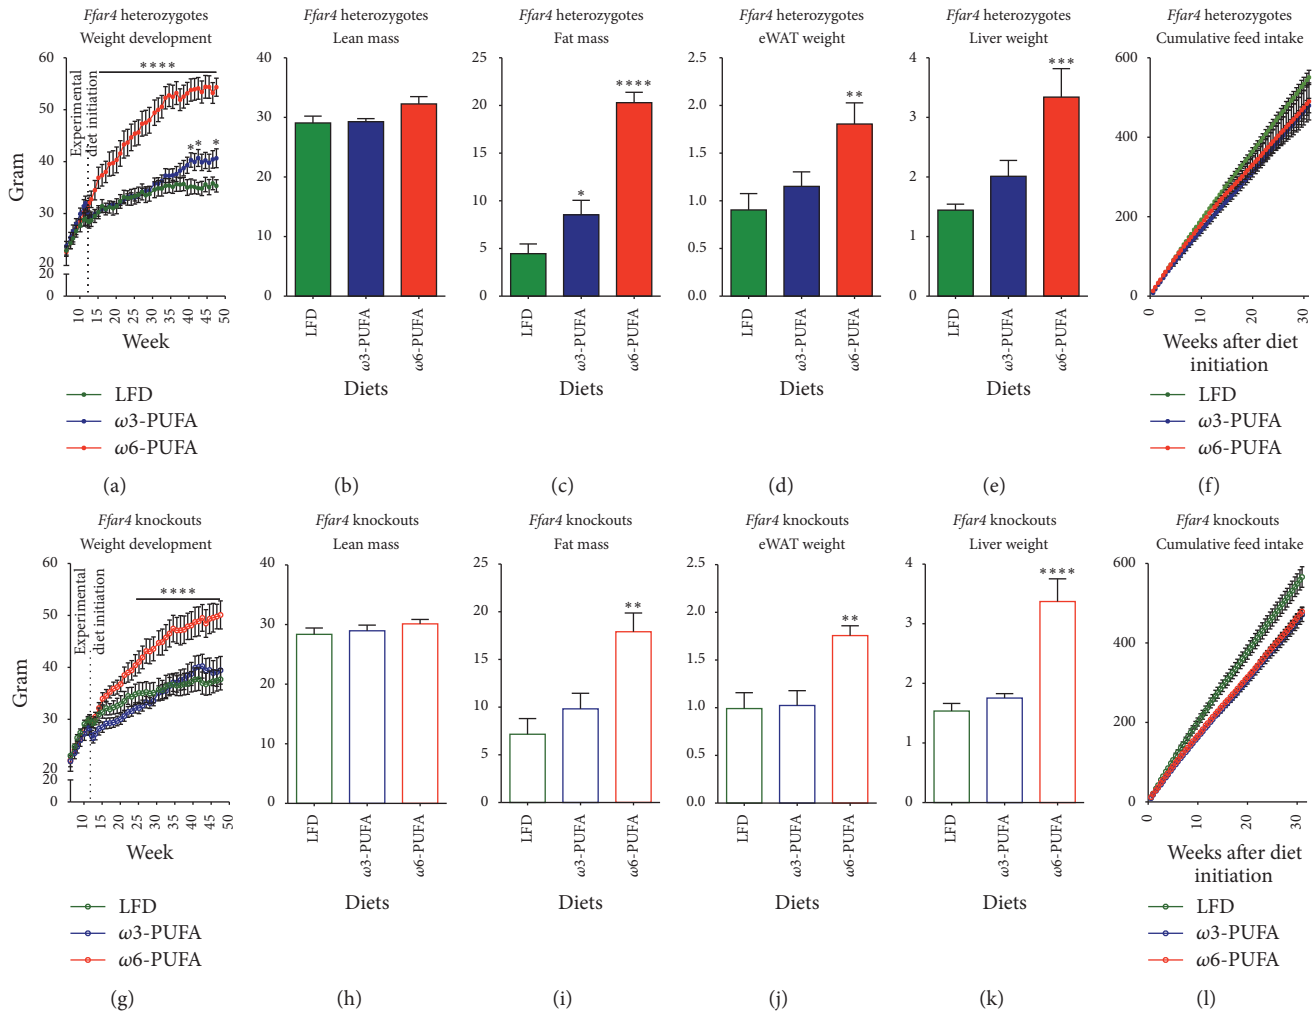 Ffar4 heterozygotes
Weight development
Gram
60
50
40
30
20
20
0
Experimental
diet initiation
****
* * *
10 15 20 25 30 35 40 45 50
Week
LFD
ω3-PUFA
ω6-PUFA
(a)
Ffar4 heterozygotes
Lean mass
40
30
20
10
0
LFD
ω3-PUFA
ω6-PUFA
Diets
(b)
Ffar4 heterozygotes
Fat mass
25
20
15
10
5
0
*
****
LFD
ω3-PUFA
ω6-PUFA
Diets
(c)
Ffar4 heterozygotes
eWAT weight
2.5
2.0
1.5
1.0
0.5
0.0
**
LFD
ω3-PUFA
ω6-PUFA
Diets
(d)
Ffar4 heterozygotes
Liver weight
4
3
2
1
0
***
LFD
ω3-PUFA
ω6-PUFA
Diets
(e)
Ffar4 heterozygotes
Cumulative feed intake
600
400
200
0
0 10 20 30
Weeks after diet
initiation
LFD
ω3-PUFA
ω6-PUFA
(f)
Ffar4 knockouts
Weight development
Gram
60
50
40
30
20
20
0
Experimental
diet initiation
****
10 15 20 25 30 35 40 45 50
Week
LFD
ω3-PUFA
ω6-PUFA
(g)
Ffar4 knockouts
Lean mass
40
30
20
10
0
LFD
ω3-PUFA
ω6-PUFA
Diets
(h)
Ffar4 knockouts
Fat mass
25
20
15
10
5
0
**
LFD
ω3-PUFA
ω6-PUFA
Diets
(i)
Ffar4 knockouts
eWAT weight
2.5
2.0
1.5
1.0
0.5
0.0
**
LFD
ω3-PUFA
ω6-PUFA
Diets
(j)
Ffar4 knockouts
Liver weight
4
3
2
1
0
****
LFD
ω3-PUFA
ω6-PUFA
Diets
(k)
Ffar4 knockouts
Cumulative feed intake
600
400
200
0
0 10 20 30
Weeks after diet
initiation
LFD
ω3-PUFA
ω6-PUFA
(l)